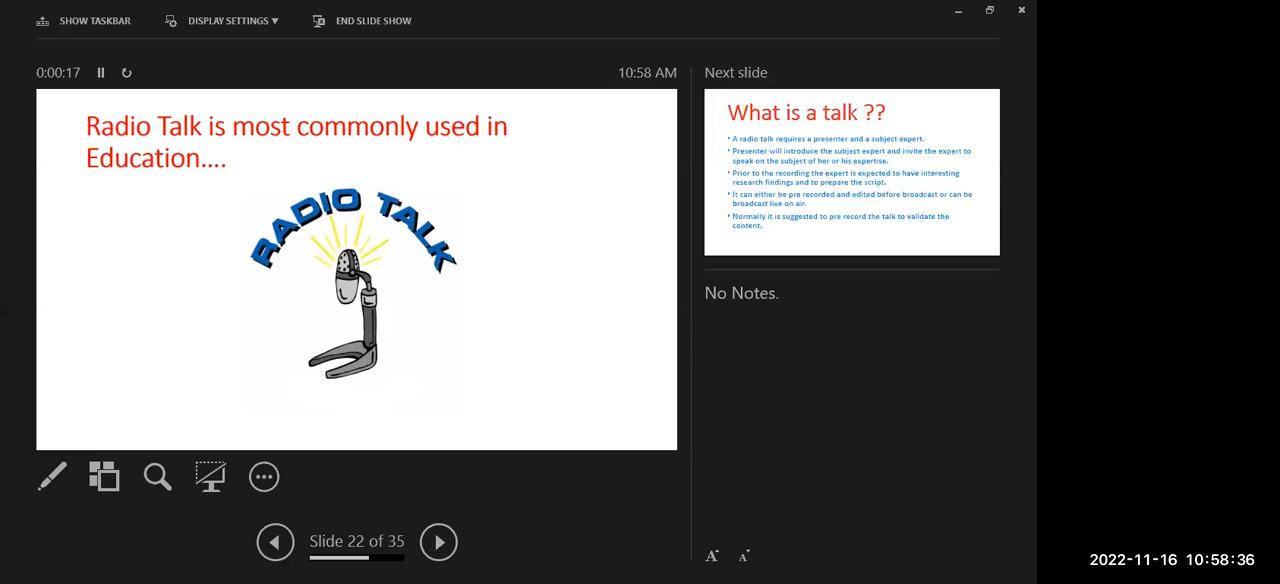 SHOW TASKBAR
DISPLAY SETTINGS ▼
END SLIDE SHOW
0:00:17
10:58 AM
Radio Talk is most commonly used in
Education....
RADIO TALK
Slide 22 of 35
Next slide
What is a talk ??
• A radio talk requires a presenter and a subject expert.
• Presenter will introduce the subject expert and invite the expert to
speak on the subject of her or his expertise.
• Prior to the recording the expert is expected to have interesting
research findings and to prepare the script.
• It can either be pre recorded and edited before broadcast or can be
broadcast live on air.
• Normally it is suggested to pre record the talk to validate the
content.
No Notes.
A A
2022-11-16 10:58:36